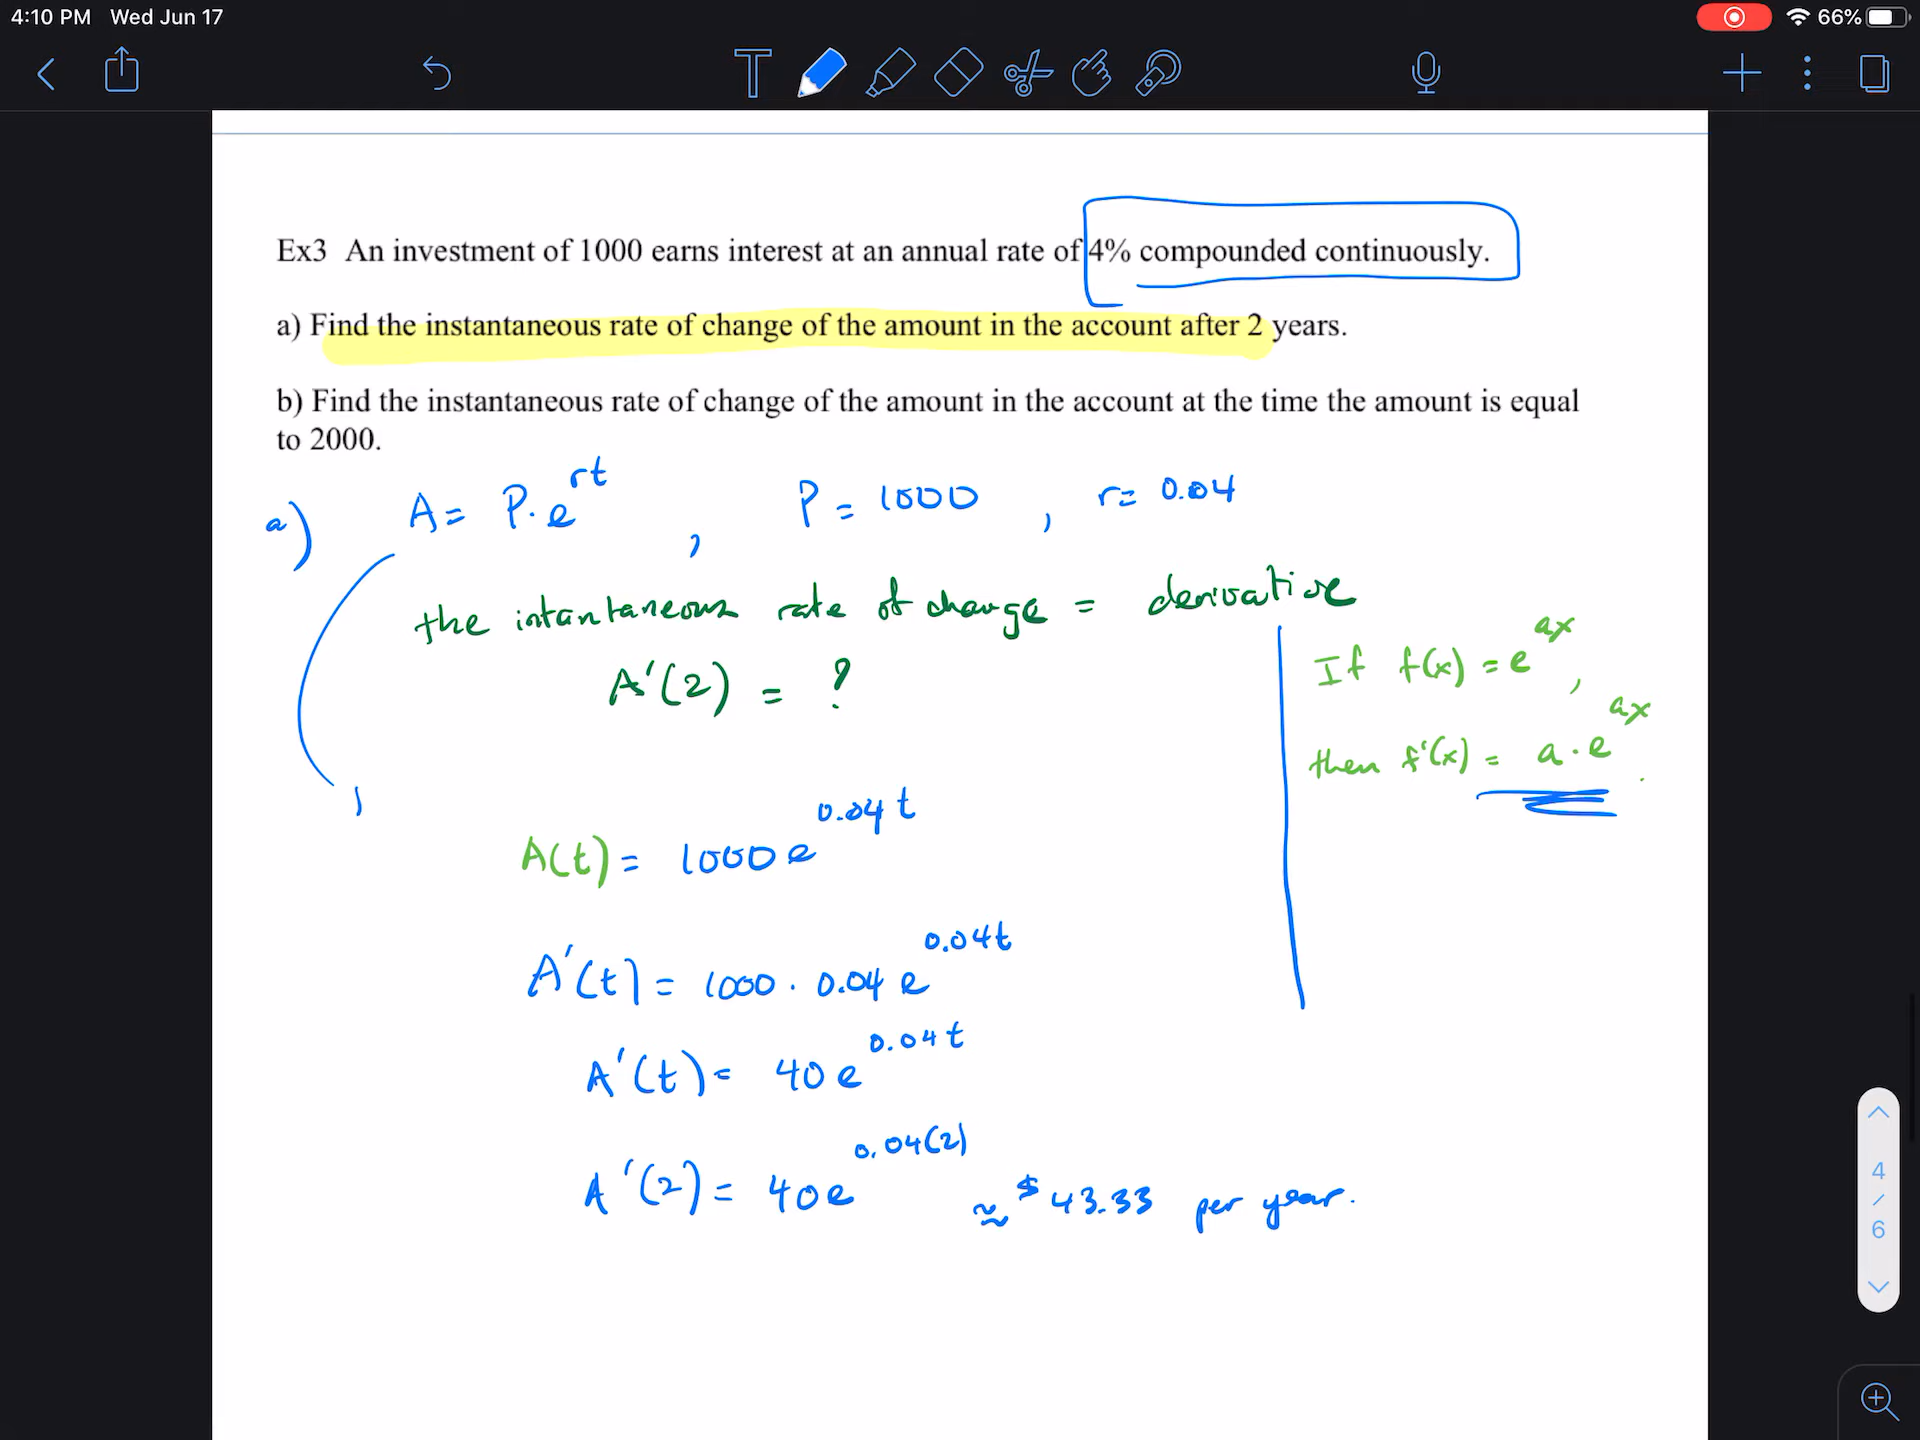 4:10 PM Wed Jun 17
66%
T
Ex3 An investment of 1000 earns interest at an annual rate of 4% compounded continuously.
a) Find the instantaneous rate of change of the amount in the account after 2 years.
b) Find the instantaneous rate of change of the amount in the account at the time the amount is equal
to 2000.
a) A = P·e^rt , P = 1000 , r = 0.04
the intantaneous rate of change = derivative
A'(2) = ?
If f(x) = e^ax ,
then f'(x) = a·e^ax .
A(t) = 1000 e^0.04t
A'(t) = 1000 · 0.04 e^0.04t
A'(t) = 40 e^0.04t
A'(2) = 40e^0.04(2) ≈ $43.33 per year.
4
/
6